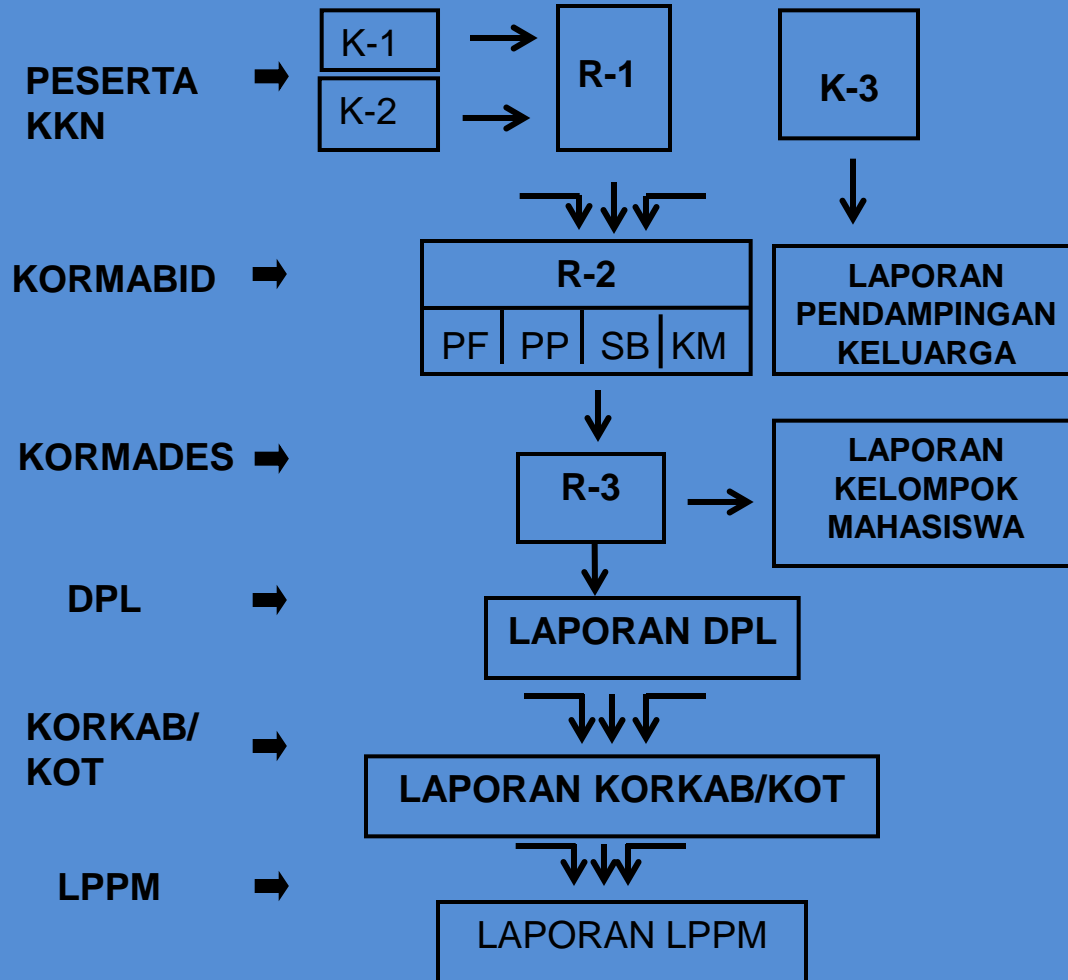 PESERTA
KKN
K-1
K-2
R-1
K-3
KORMABID
R-2
PF PP SB KM
LAPORAN
PENDAMPINGAN
KELUARGA
KORMADES
R-3
LAPORAN
KELOMPOK
MAHASISWA
DPL
LAPORAN DPL
KORKAB/
KOT
LAPORAN KORKAB/KOT
LPPM
LAPORAN LPPM